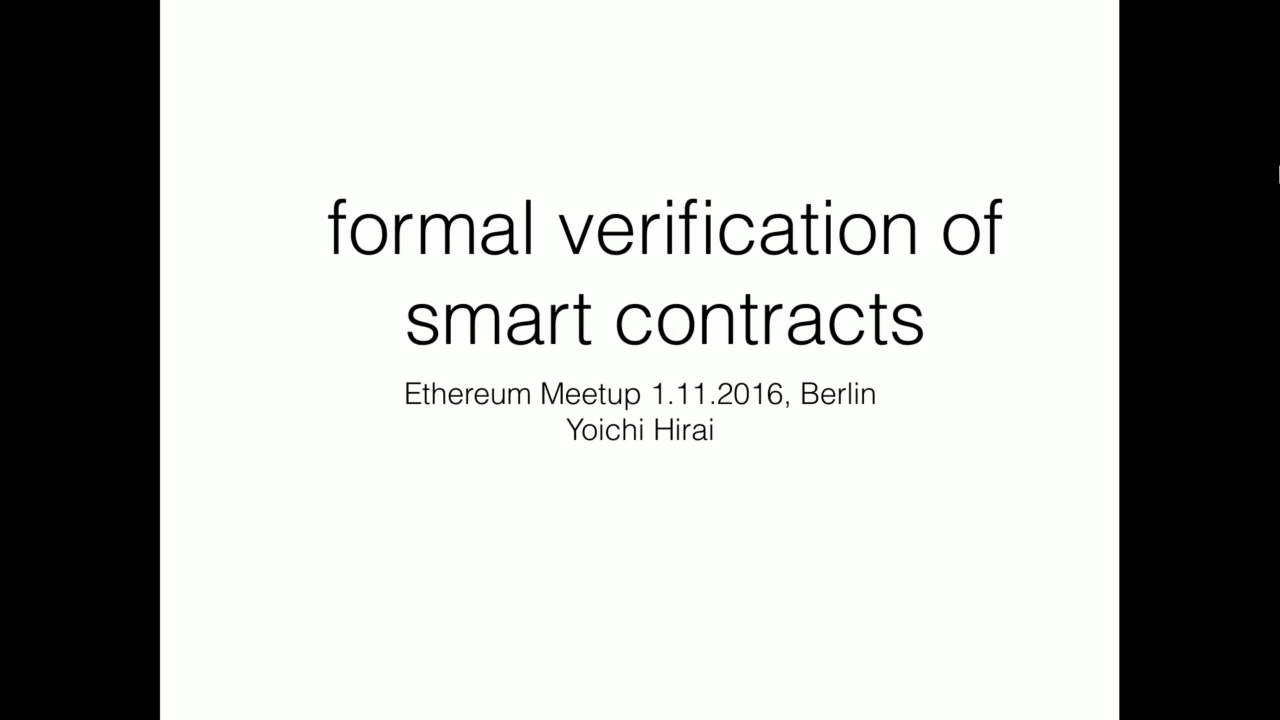 formal verification of
smart contracts
Ethereum Meetup 1.11.2016, Berlin
Yoichi Hirai